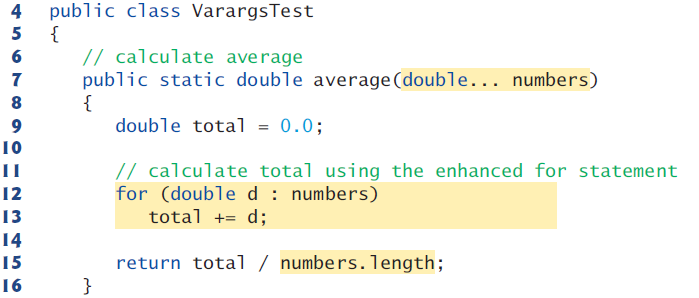 4 public class VarargsTest
5 {
6    // calculate average
7    public static double average(double... numbers)
8    {
9       double total = 0.0;
10
11       // calculate total using the enhanced for statement
12       for (double d : numbers)
13          total += d;
14
15       return total / numbers.length;
16    }